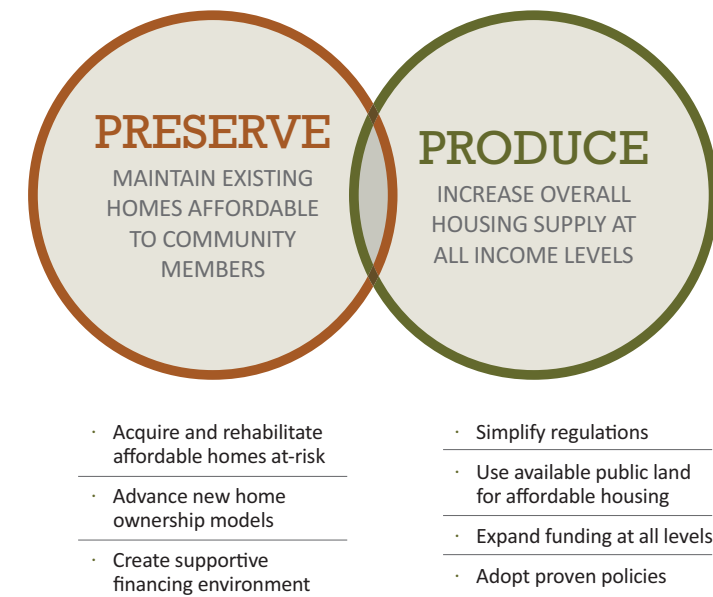 PRESERVE
MAINTAIN EXISTING
HOMES AFFORDABLE
TO COMMUNITY
MEMBERS
PRODUCE
INCREASE OVERALL
HOUSING SUPPLY AT
ALL INCOME LEVELS
· Acquire and rehabilitate
affordable homes at-risk
· Advance new home
ownership models
· Create supportive
financing environment
· Simplify regulations
· Use available public land
for affordable housing
· Expand funding at all levels
· Adopt proven policies